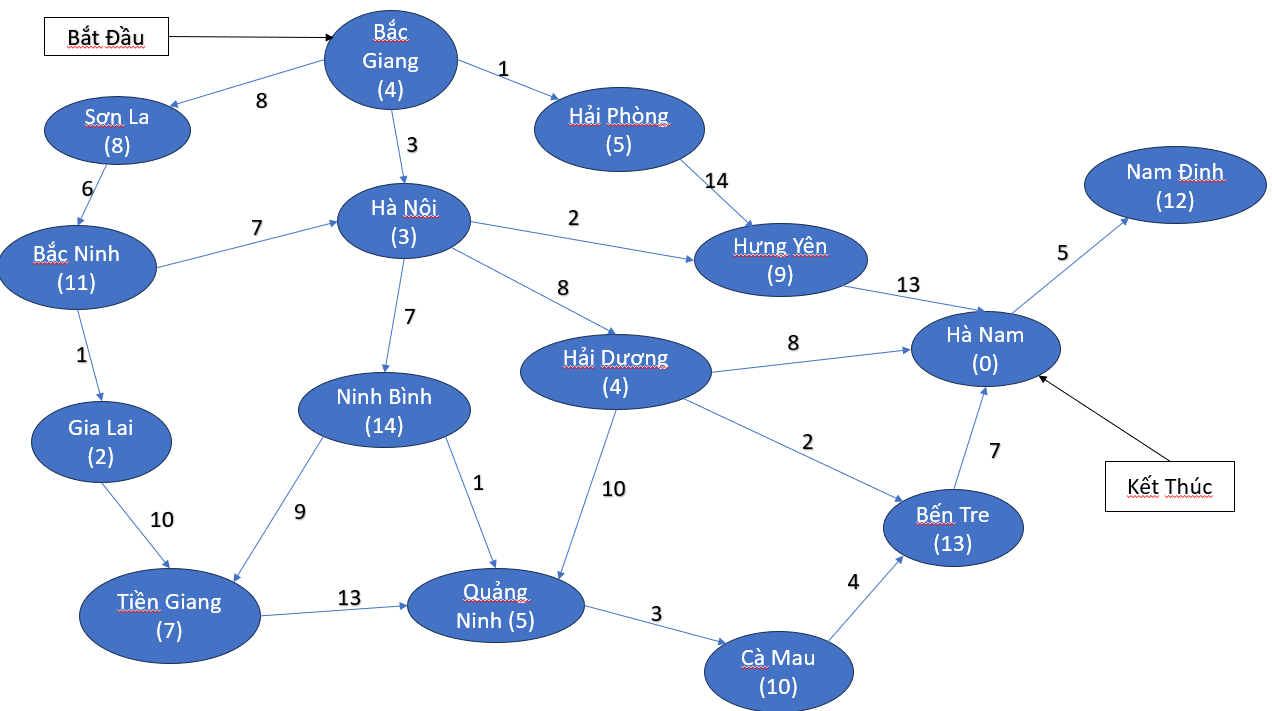 Bắt Đầu
Bắc
Giang
(4)
1
8
Sơn La
(8)
Hải Phòng
(5)
3
6
14
Nam Định
(12)
Hà Nội
(3)
2
7
Bắc Ninh
(11)
Hưng Yên
(9)
5
8
13
7
1
Hà Nam
(0)
8
Hải Dương
(4)
Ninh Bình
(14)
Gia Lai
(2)
2
7
Kết Thúc
1
10
9
10
Bến Tre
(13)
4
Tiền Giang
(7)
13
Quảng
Ninh (5)
3
Cà Mau
(10)